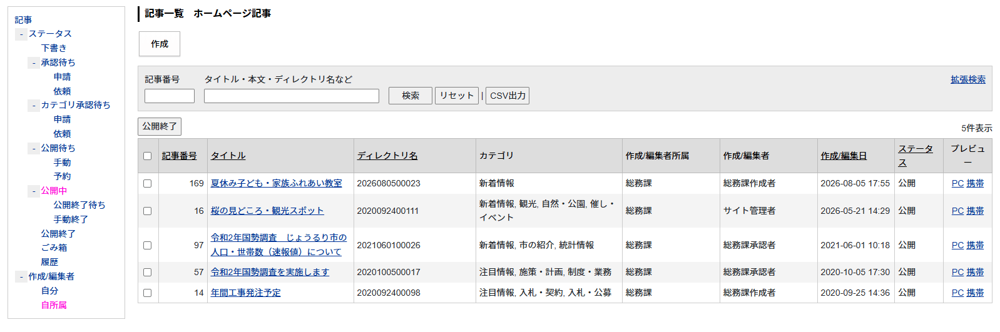 記事
- ステータス
下書き
- 承認待ち
申請
依頼
- カテゴリ承認待ち
申請
依頼
- 公開待ち
手動
予約
- 公開中
公開終了待ち
手動終了
公開終了
ごみ箱
履歴
- 作成/編集者
自分
自所属
記事一覧　ホームページ記事
作成
記事番号 タイトル・本文・ディレクトリ名など 拡張検索
検索 リセット | CSV出力
公開終了 5件表示
記事番号 タイトル ディレクトリ名 カテゴリ 作成/編集者所属 作成/編集者 作成/編集日 ステータ
ス プレビュ
ー
169 夏休み子ども・家族ふれあい教室 2026080500023 新着情報 総務課 総務課作成者 2026-08-05 17:55 公開 PC 携帯
16 桜の見どころ・観光スポット 2020092400111 新着情報, 観光, 自然・公園, 催し・
イベント 総務課 サイト管理者 2026-05-21 14:29 公開 PC 携帯
97 令和2年国勢調査　じょうるり市の
人口・世帯数（速報値）について 2021060100026 新着情報, 市の紹介, 統計情報 総務課 総務課承認者 2021-06-01 10:18 公開 PC 携帯
57 令和2年国勢調査を実施します 2020100500017 注目情報, 施策・計画, 制度・業務 総務課 総務課承認者 2020-10-05 17:30 公開 PC 携帯
14 年間工事発注予定 2020092400098 注目情報, 入札・契約, 入札・公募 総務課 総務課作成者 2020-09-25 14:36 公開 PC 携帯